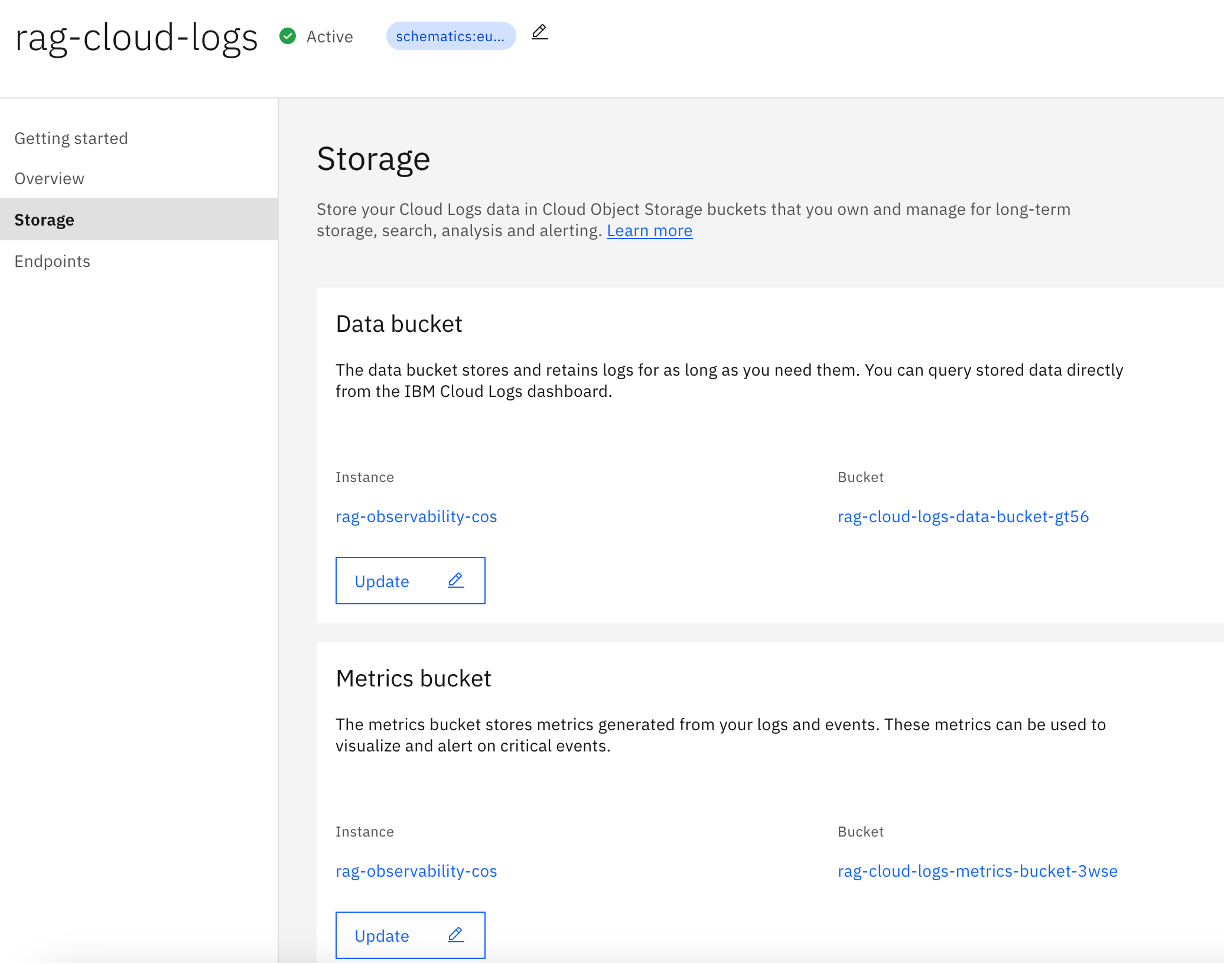 rag-cloud-logs
Active
schematics:eu...
Getting started
Overview
Storage
Endpoints
Storage
Store your Cloud Logs data in Cloud Object Storage buckets that you own and manage for long-term
storage, search, analysis and alerting. Learn more
Data bucket
The data bucket stores and retains logs for as long as you need them. You can query stored data directly
from the IBM Cloud Logs dashboard.
Instance
Bucket
rag-observability-cos
rag-cloud-logs-data-bucket-gt56
Update
Metrics bucket
The metrics bucket stores metrics generated from your logs and events. These metrics can be used to
visualize and alert on critical events.
Instance
Bucket
rag-observability-cos
rag-cloud-logs-metrics-bucket-3wse
Update